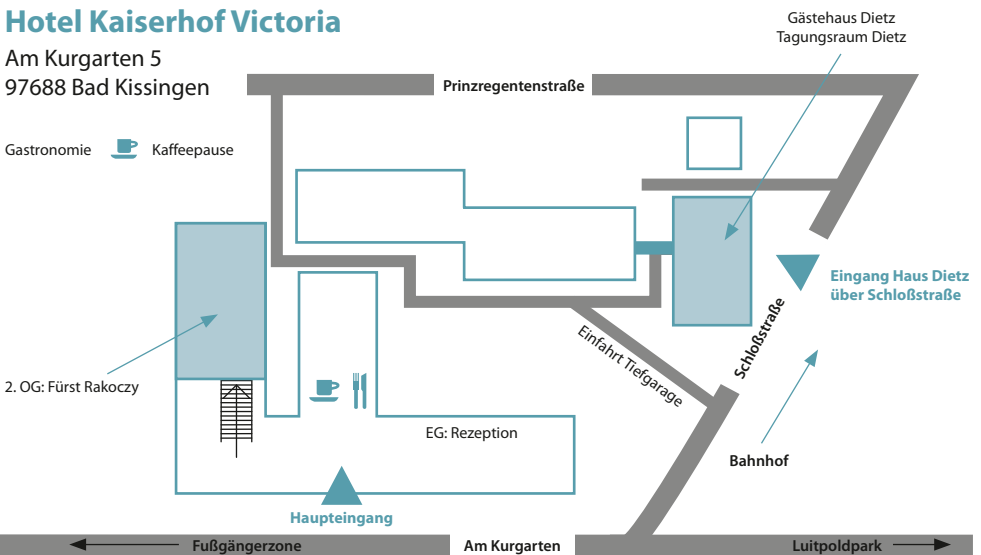 Hotel Kaiserhof Victoria
Am Kurgarten 5
97688 Bad Kissingen
Gästehaus Dietz
Tagungsraum Dietz
Prinzregentenstraße
Gastronomie Kaffeepause
Eingang Haus Dietz
über Schloßstraße
Schloßstraße
Einfahrt Tiefgarage
2. OG: Fürst Rakoczy
EG: Rezeption
Bahnhof
Haupteingang
Fußgängerzone
Am Kurgarten
Luitpoldpark